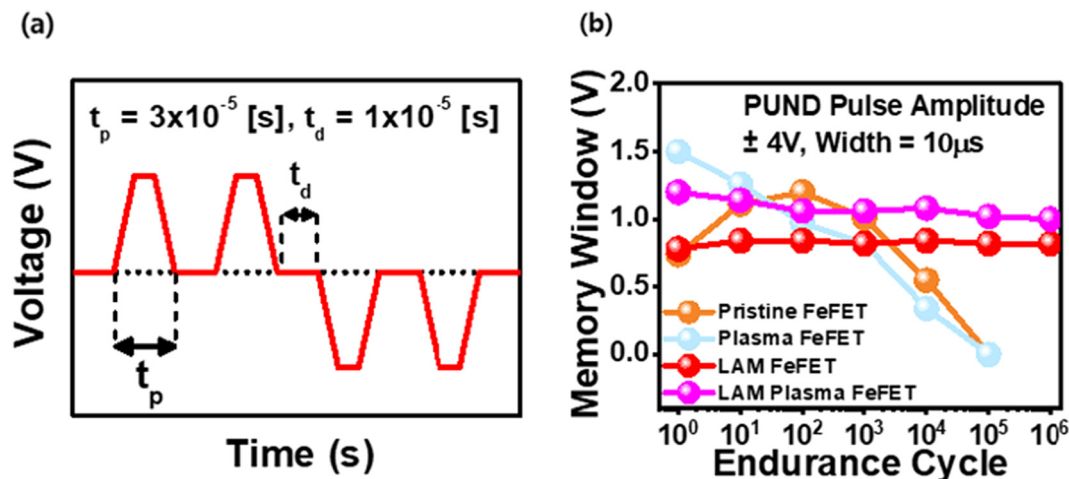 (a)
t_p = 3x10^-5 [s], t_d = 1x10^-5 [s]
t_d
t_p
Voltage (V)
Time (s)
(b)
PUND Pulse Amplitude
± 4V, Width = 10μs
Pristine FeFET
Plasma FeFET
LAM FeFET
LAM Plasma FeFET
Memory Window (V)
2.0
1.5
1.0
0.5
0.0
10^0 10^1 10^2 10^3 10^4 10^5 10^6
Endurance Cycle